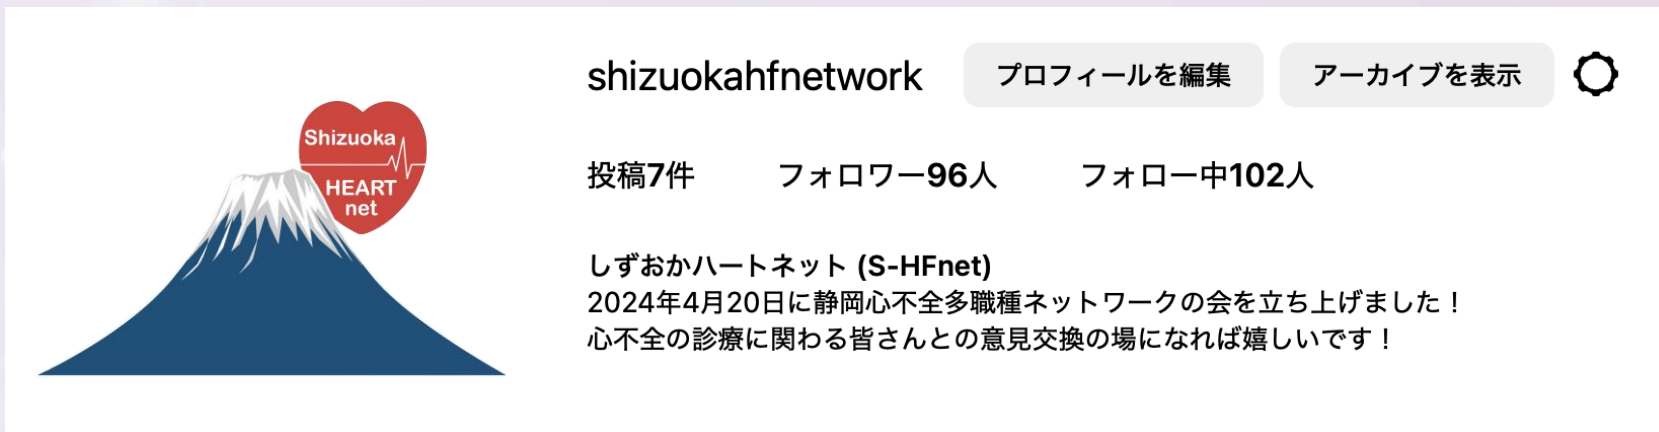 shizuokahfnetwork プロフィールを編集 アーカイブを表示
Shizuoka
HEART
net
投稿7件 フォロワー96人 フォロー中102人
しずおかハートネット (S-HFnet)
2024年4月20日に静岡心不全多職種ネットワークの会を立ち上げました！
心不全の診療に関わる皆さんとの意見交換の場になれば嬉しいです！